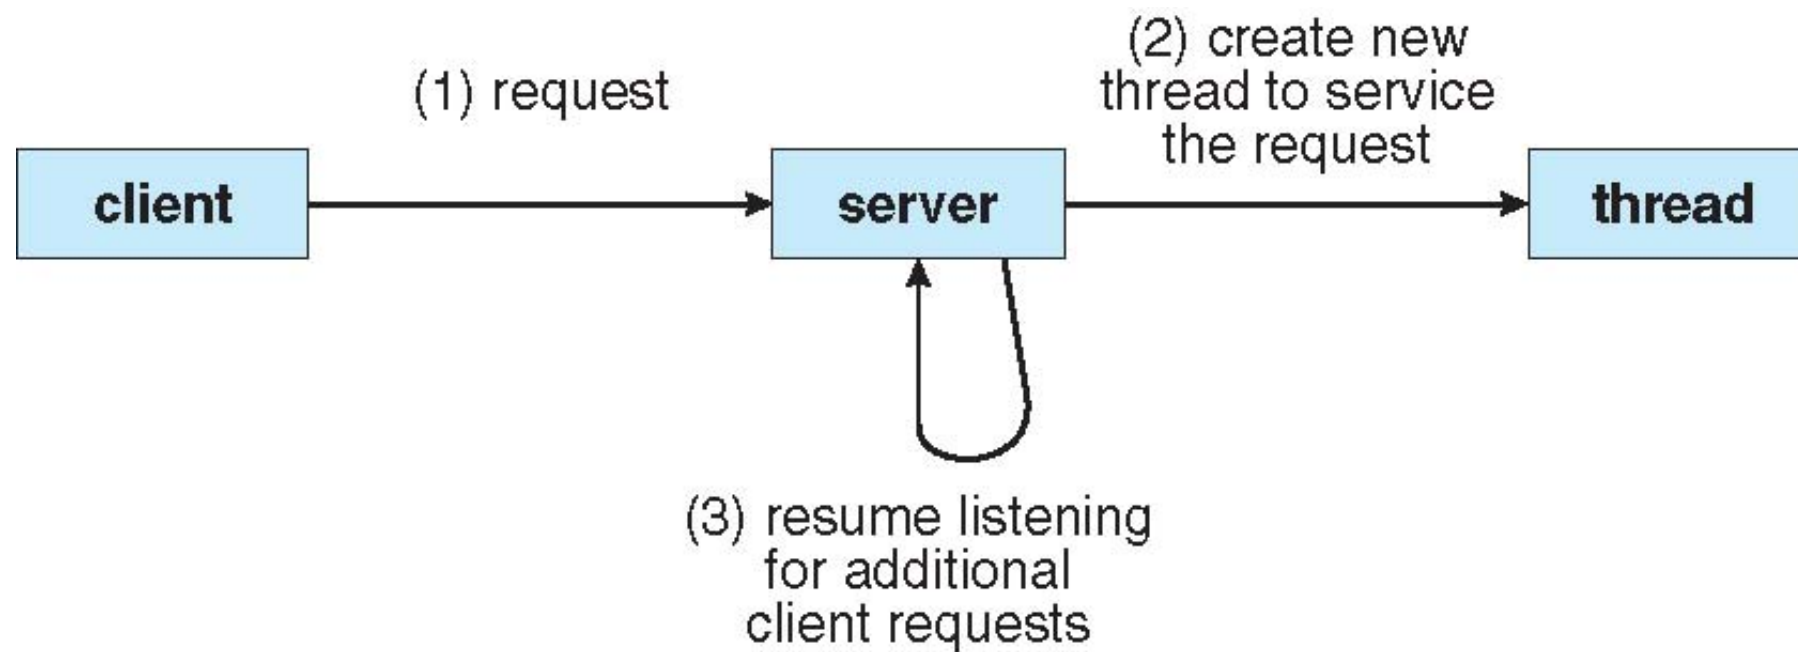 (1) request
(2) create new
thread to service
the request
client
server
thread
(3) resume listening
for additional
client requests